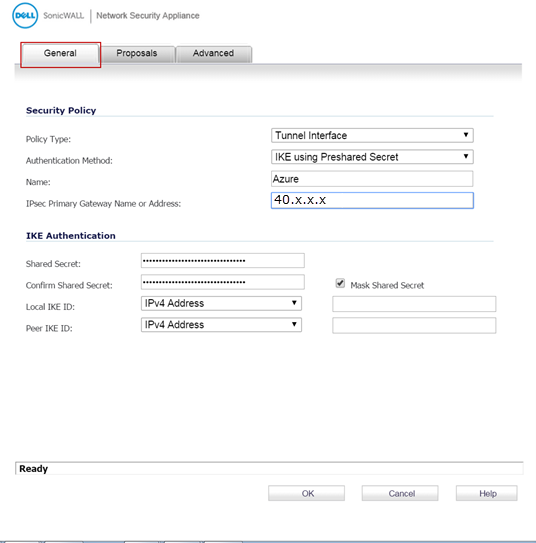 DELL SonicWALL | Network Security Appliance
General Proposals Advanced
Security Policy
Policy Type: Tunnel Interface
Authentication Method: IKE using Preshared Secret
Name: Azure
IPsec Primary Gateway Name or Address: 40.x.x.x
IKE Authentication
Shared Secret: ••••••••••••••••••••••••••••••••
Confirm Shared Secret: •••••••••••••••••••••••••••••••• Mask Shared Secret
Local IKE ID: IPv4 Address
Peer IKE ID: IPv4 Address
Ready
OK Cancel Help